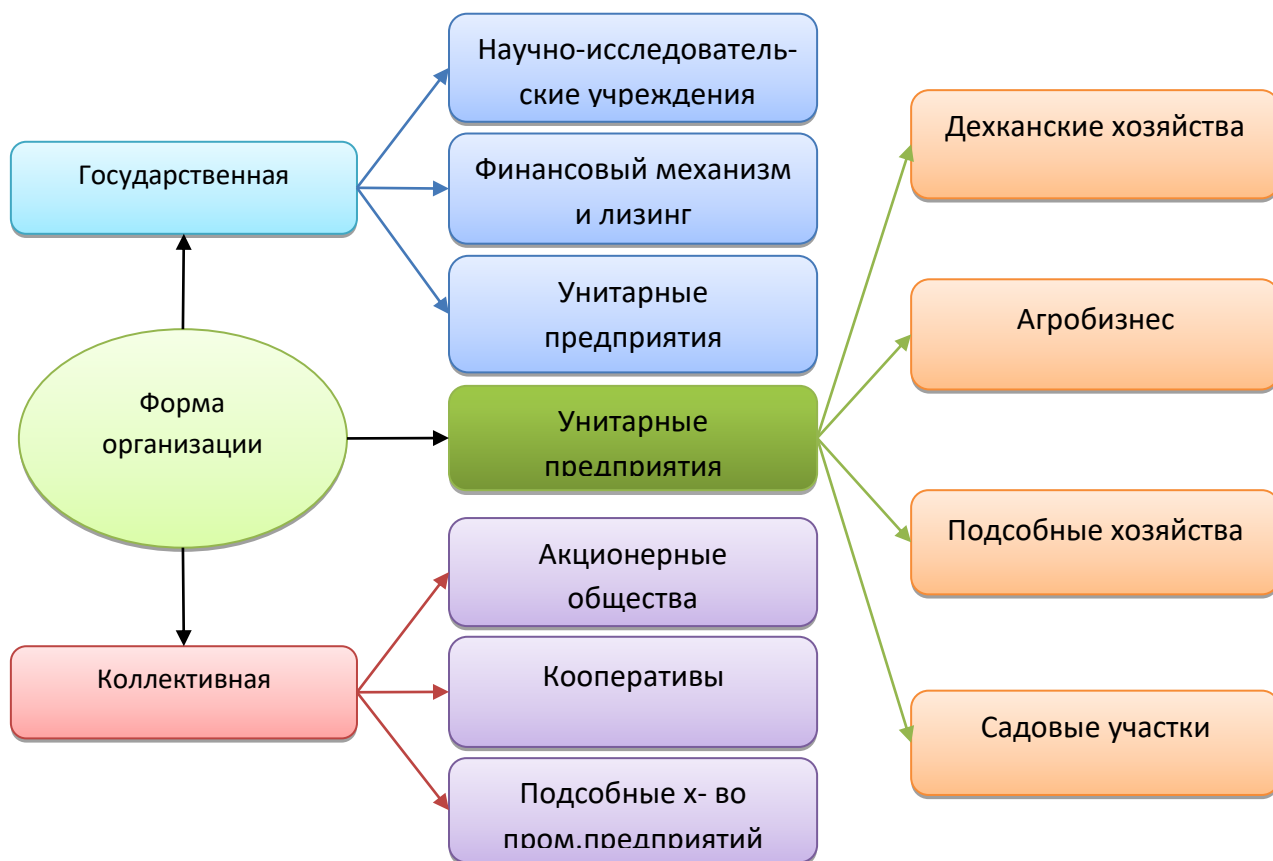 Государственная
Форма
организации
Коллективная
Научно-исследователь-
ские учреждения
Финансовый механизм
и лизинг
Унитарные
предприятия
Унитарные
предприятия
Акционерные
общества
Кооперативы
Подсобные х- во
пром.предприятий
Дехканские хозяйства
Агробизнес
Подсобные хозяйства
Садовые участки